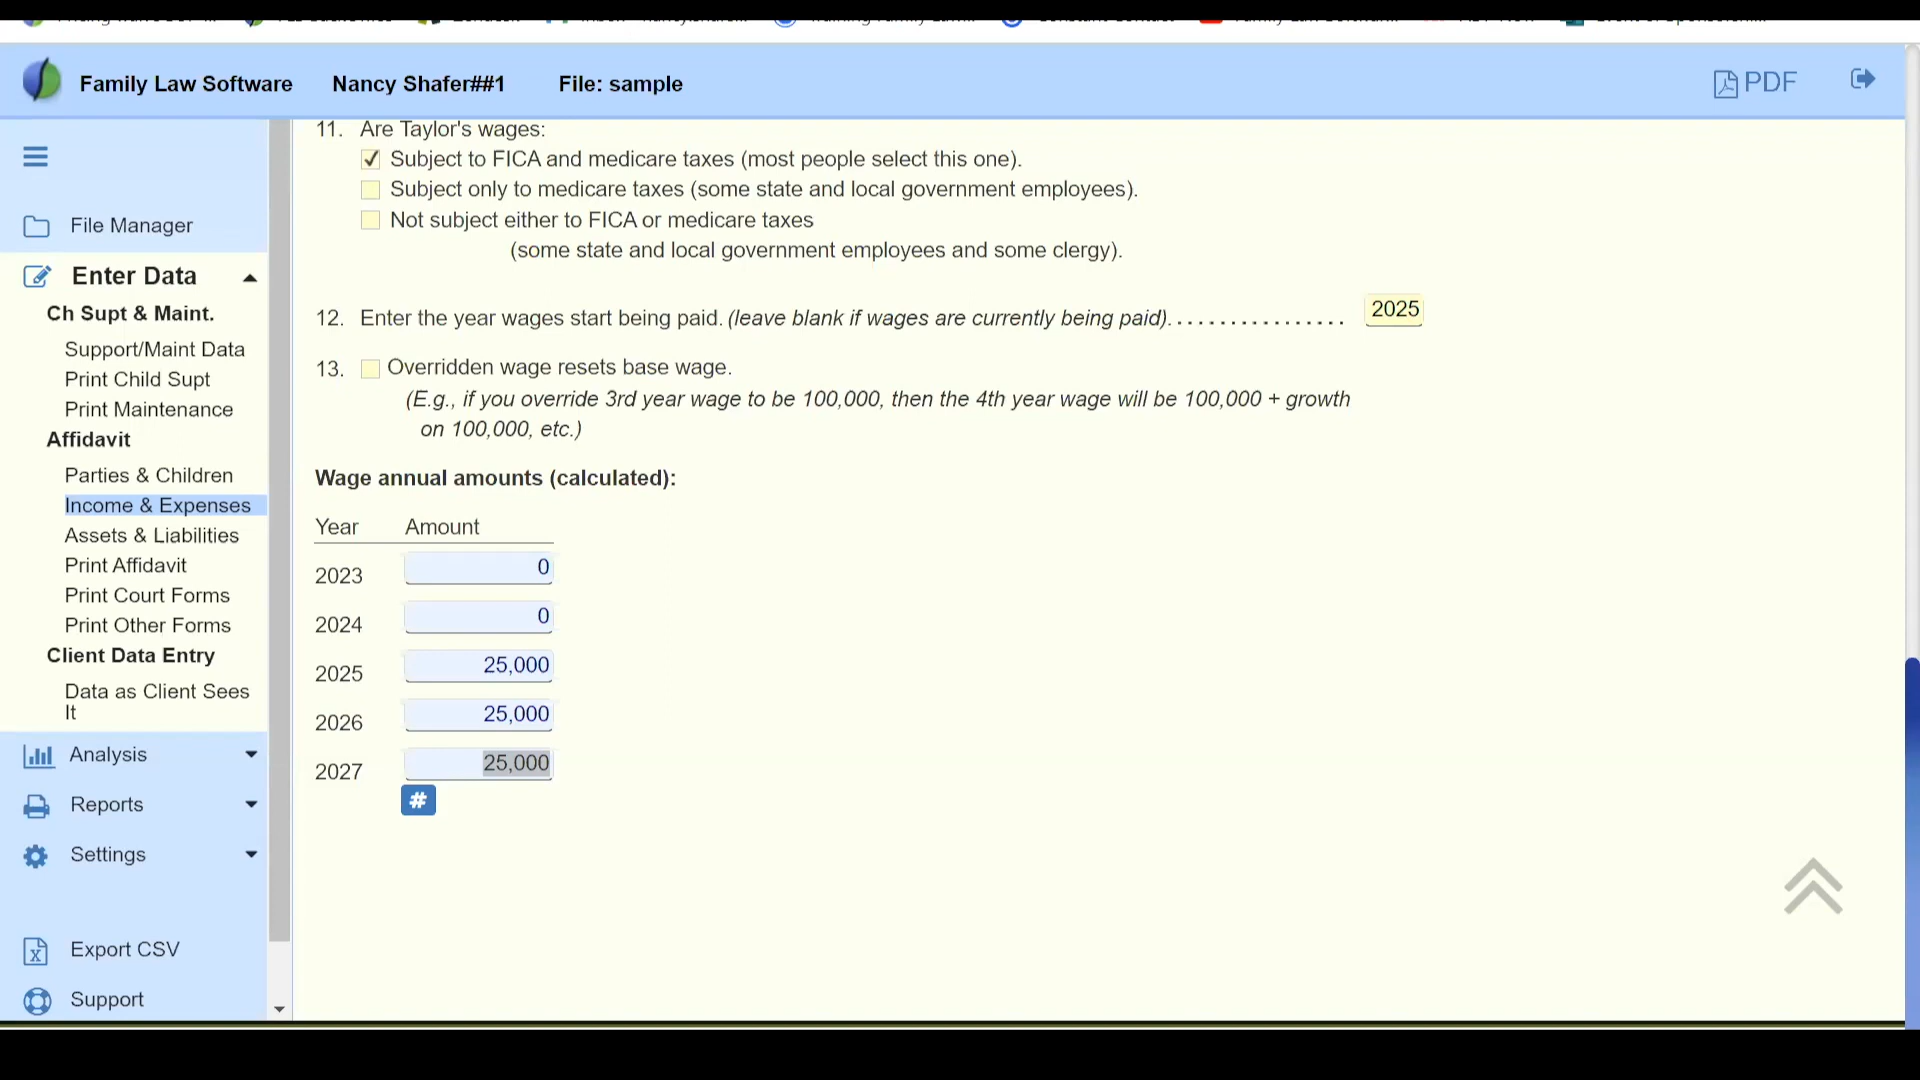 Family Law Software
Nancy Shafer##1
File: sample
PDF
File Manager
Enter Data
Ch Supt & Maint.
Support/Maint Data
Print Child Supt
Print Maintenance
Affidavit
Parties & Children
Income & Expenses
Assets & Liabilities
Print Affidavit
Print Court Forms
Print Other Forms
Client Data Entry
Data as Client Sees
It
Analysis
Reports
Settings
Export CSV
Support
11. Are Taylor's wages:
Subject to FICA and medicare taxes (most people select this one).
Subject only to medicare taxes (some state and local government employees).
Not subject either to FICA or medicare taxes
(some state and local government employees and some clergy).
12. Enter the year wages start being paid. (leave blank if wages are currently being paid). . . . . . . . . . . . . . . . 2025
13. Overridden wage resets base wage.
(E.g., if you override 3rd year wage to be 100,000, then the 4th year wage will be 100,000 + growth
on 100,000, etc.)
Wage annual amounts (calculated):
Year Amount
2023 0
2024 0
2025 25,000
2026 25,000
2027 25,000
#